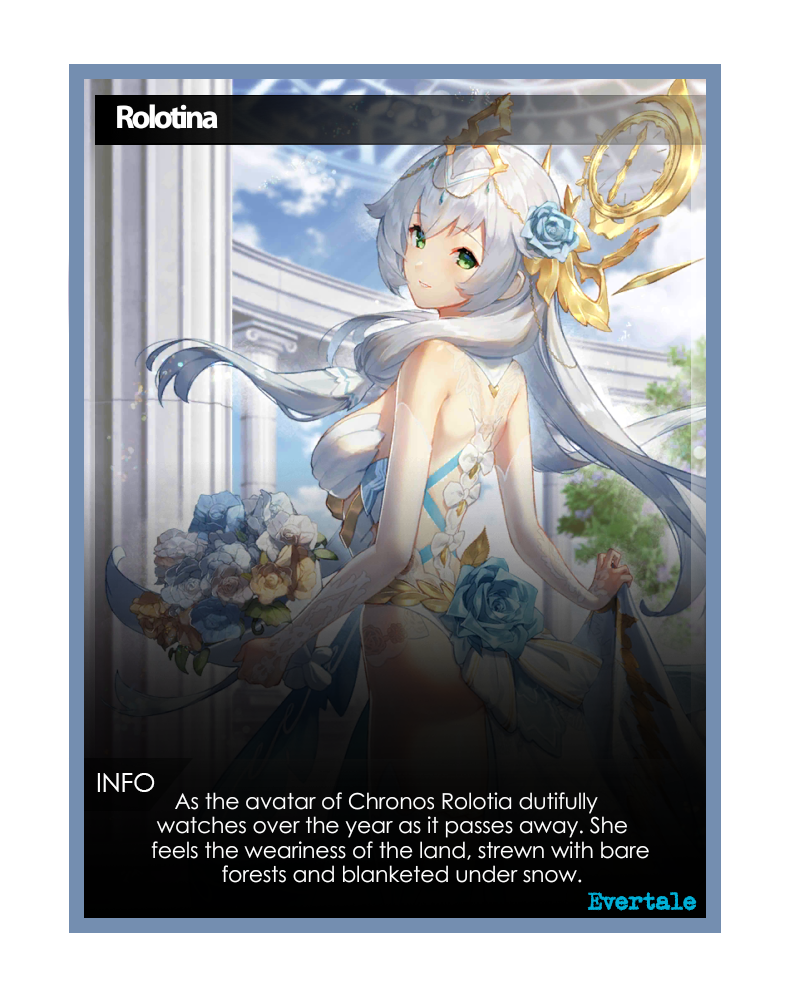 Rolotina
INFO
As the avatar of Chronos Rolotia dutifully
watches over the year as it passes away. She
feels the weariness of the land, strewn with bare
forests and blanketed under snow.
Evertale